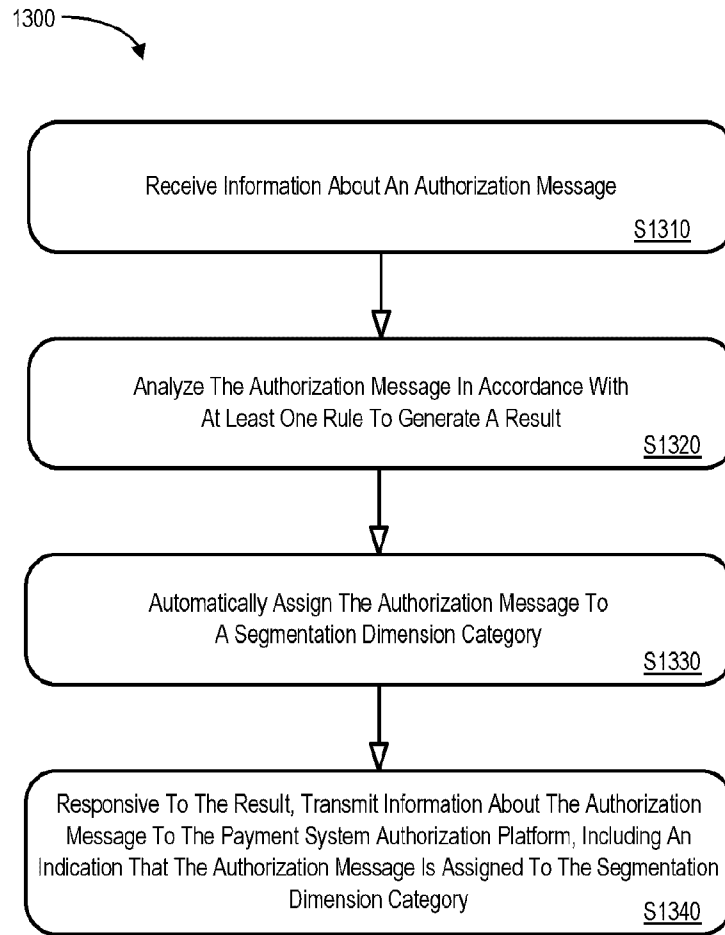 1300
Receive Information About An Authorization Message
S1310
Analyze The Authorization Message In Accordance With
At Least One Rule To Generate A Result
S1320
Automatically Assign The Authorization Message To
A Segmentation Dimension Category
S1330
Responsive To The Result, Transmit Information About The Authorization
Message To The Payment System Authorization Platform, Including An
Indication That The Authorization Message Is Assigned To The Segmentation
Dimension Category
S1340